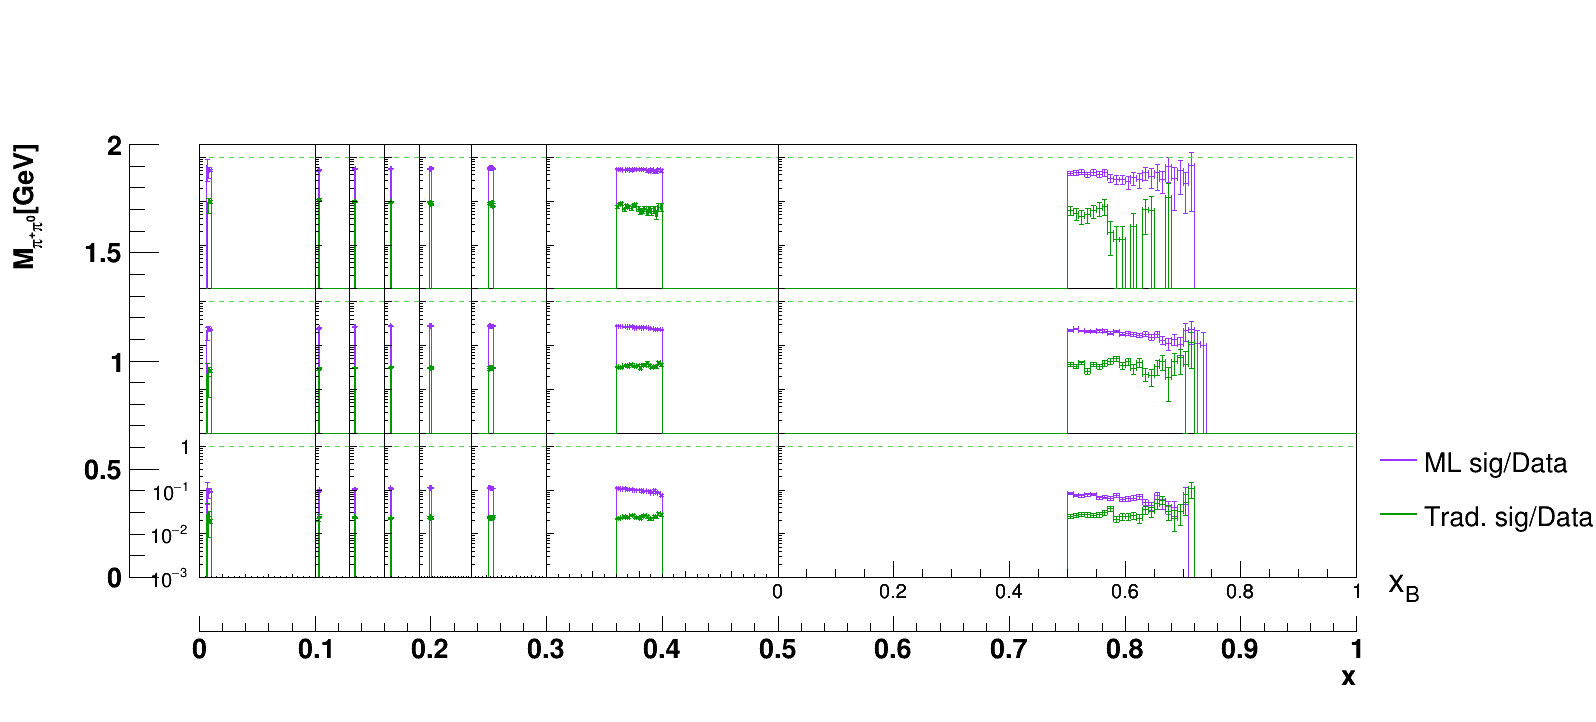 M_{π⁺π⁰}[GeV]
2
1.5
1
0.5
0
1
10⁻¹
10⁻²
10⁻³
ML sig/Data
Trad. sig/Data
0 0.2 0.4 0.6 0.8 1
x_B
0 0.1 0.2 0.3 0.4 0.5 0.6 0.7 0.8 0.9 1
x